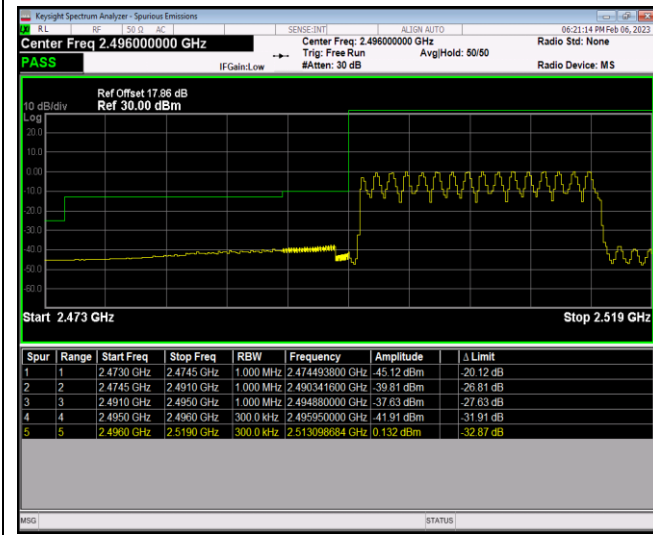 Keysight Spectrum Analyzer - Spurious Emissions
RL RF 50 Ω AC SENSE:INT ALIGN AUTO 06:21:14 PM Feb 06, 2023
Center Freq 2.496000000 GHz Center Freq: 2.496000000 GHz Radio Std: None
Trig: Free Run Avg|Hold: 50/50
PASS IFGain:Low #Atten: 30 dB Radio Device: MS
Ref Offset 17.86 dB
10 dB/div Ref 30.00 dBm
Log
20.0
10.0
0.00
-10.0
-20.0
-30.0
-40.0
-50.0
-60.0
Start 2.473 GHz Stop 2.519 GHz
Spur Range Start Freq Stop Freq RBW Frequency Amplitude Δ Limit
1 1 2.4730 GHz 2.4745 GHz 1.000 MHz 2.474493800 GHz -45.12 dBm -20.12 dB
2 2 2.4745 GHz 2.4910 GHz 1.000 MHz 2.490341600 GHz -39.81 dBm -26.81 dB
3 3 2.4910 GHz 2.4950 GHz 1.000 MHz 2.494880000 GHz -37.63 dBm -27.63 dB
4 4 2.4950 GHz 2.4960 GHz 300.0 kHz 2.495950000 GHz -41.91 dBm -31.91 dB
5 5 2.4960 GHz 2.5190 GHz 300.0 kHz 2.513098684 GHz 0.132 dBm -32.87 dB
MSG STATUS